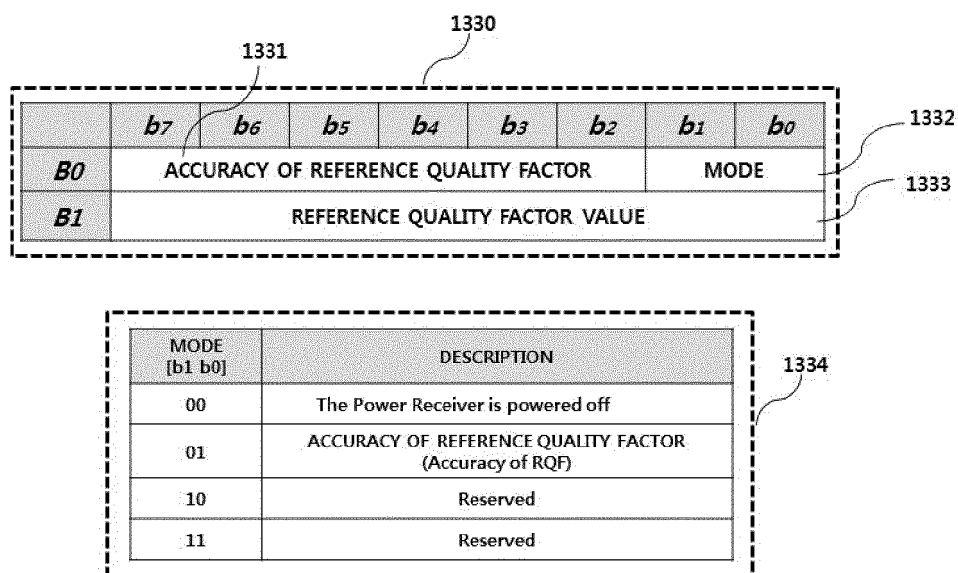 1330
1331
b7 b6 b5 b4 b3 b2 b1 b0
1332
B0 ACCURACY OF REFERENCE QUALITY FACTOR MODE
1333
B1 REFERENCE QUALITY FACTOR VALUE
MODE
[b1 b0]
DESCRIPTION
1334
00 The Power Receiver is powered off
01 ACCURACY OF REFERENCE QUALITY FACTOR
(Accuracy of RQF)
10 Reserved
11 Reserved